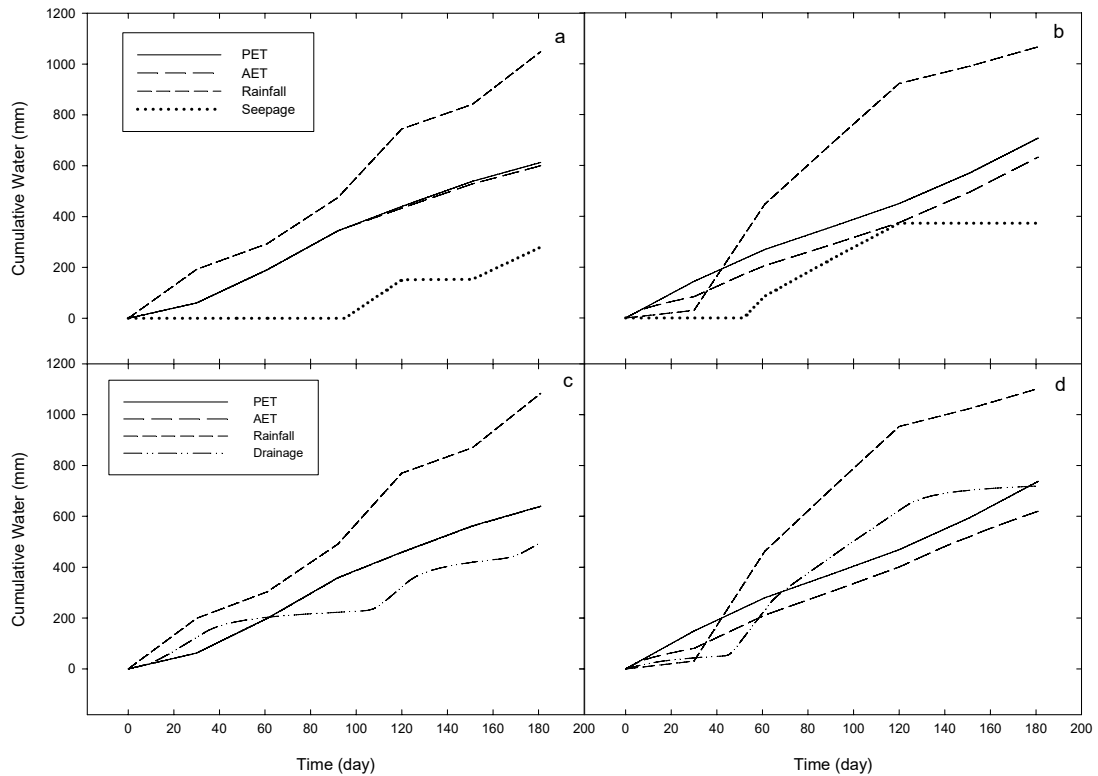 1200
1000
800
600
400
200
0
Cumulative Water (mm)
a
PET
AET
Rainfall
Seepage
b
1200
1000
800
600
400
200
0
Cumulative Water (mm)
c
PET
AET
Rainfall
Drainage
d
0 20 40 60 80 100 120 140 160 180
0 20 40 60 80 100 120 140 160 180 200
Time (day)
Time (day)